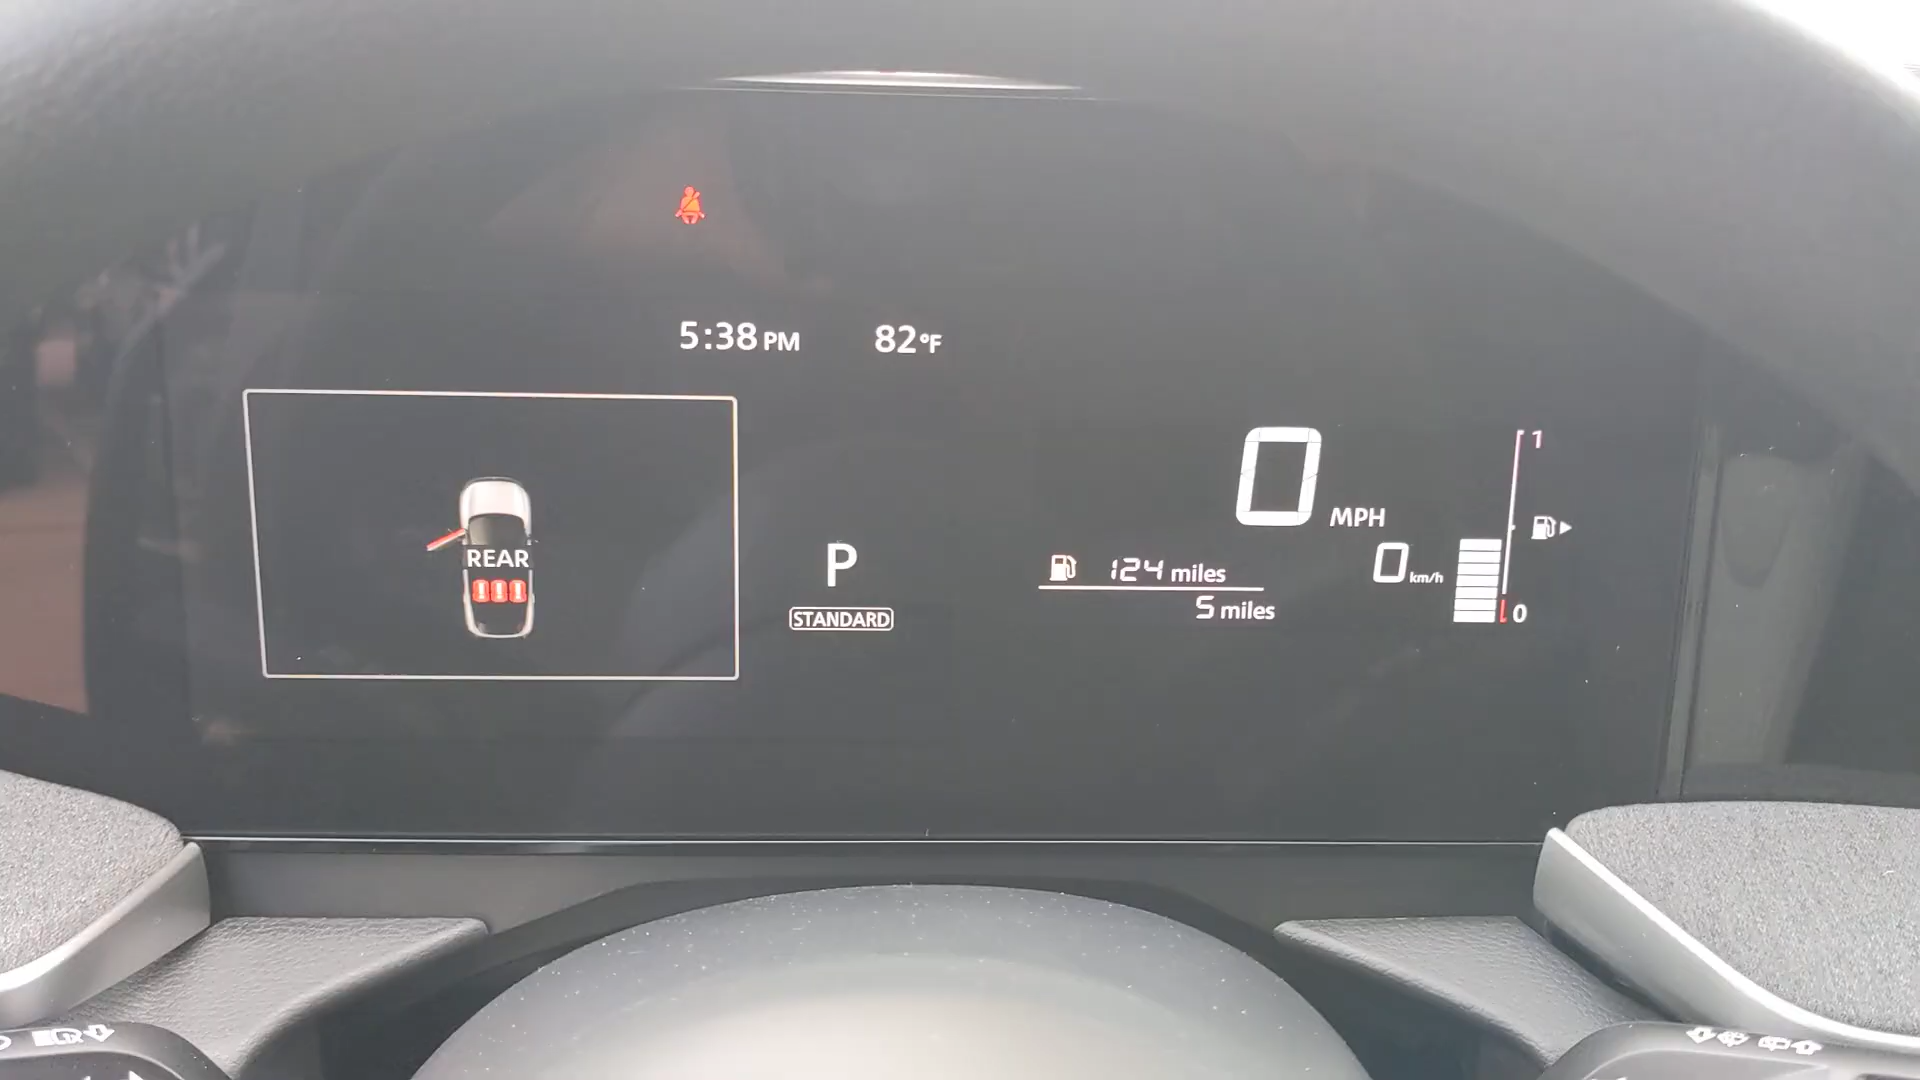 5:38 PM 82°F
REAR
P
STANDARD
0 MPH
0 km/h
124 miles
5 miles
1
0